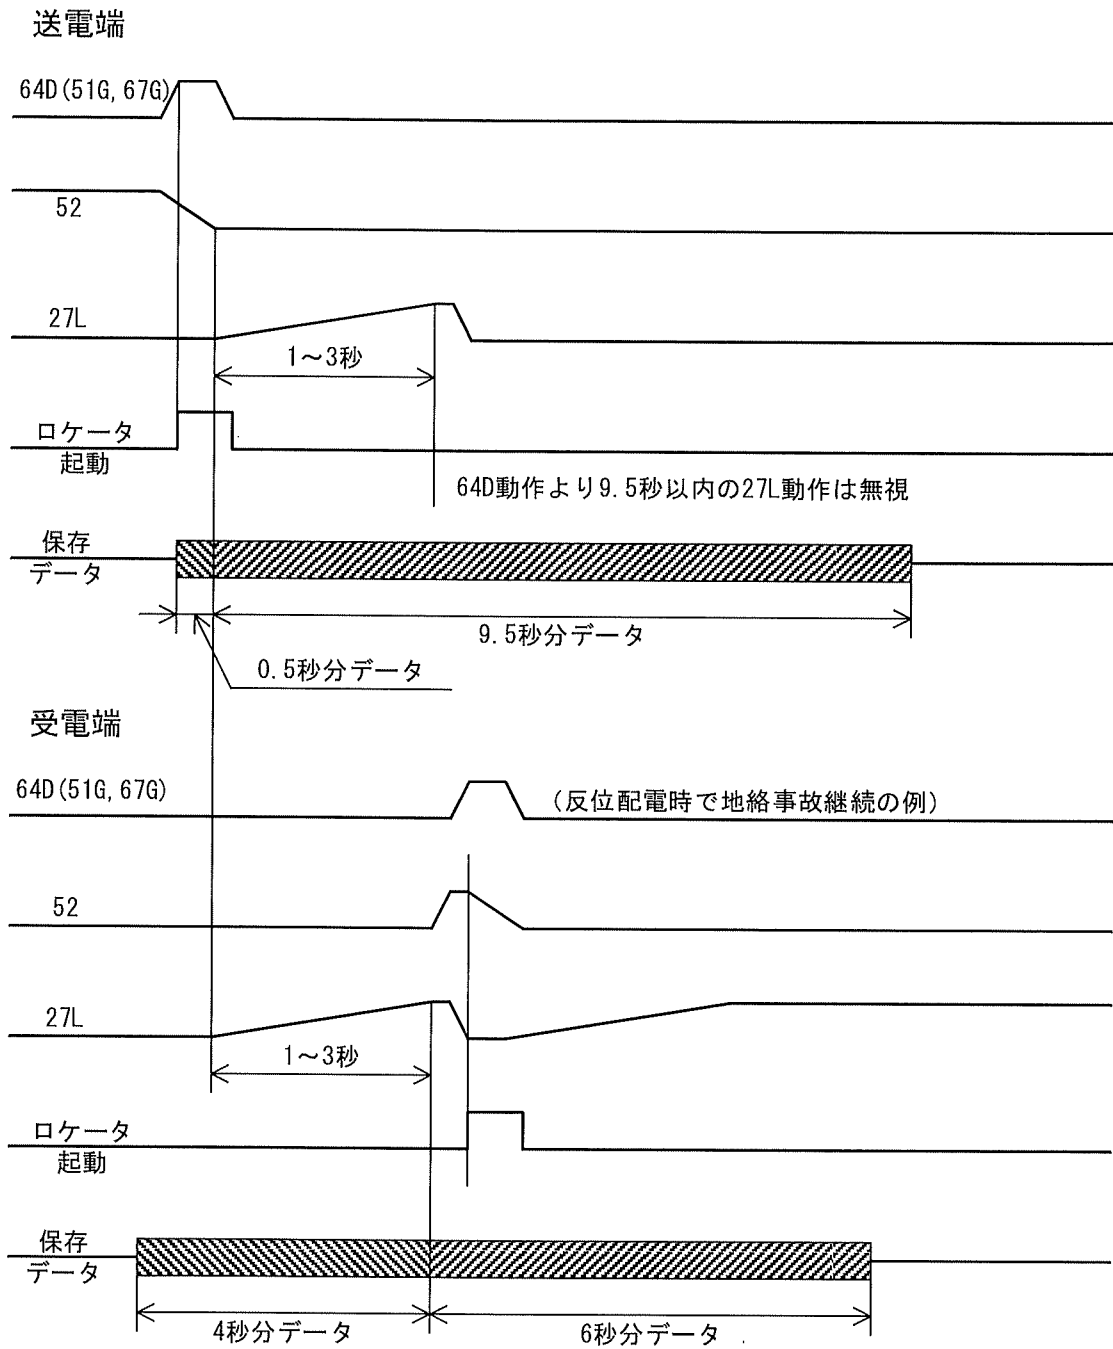 送電端
64D(51G,67G)
52
27L
1～3秒
ロケータ
起動
64D動作より9.5秒以内の27L動作は無視
保存
データ
9.5秒分データ
0.5秒分データ
受電端
64D(51G,67G)
(反位配電時で地絡事故継続の例)
52
27L
1～3秒
ロケータ
起動
保存
データ
4秒分データ
6秒分データ